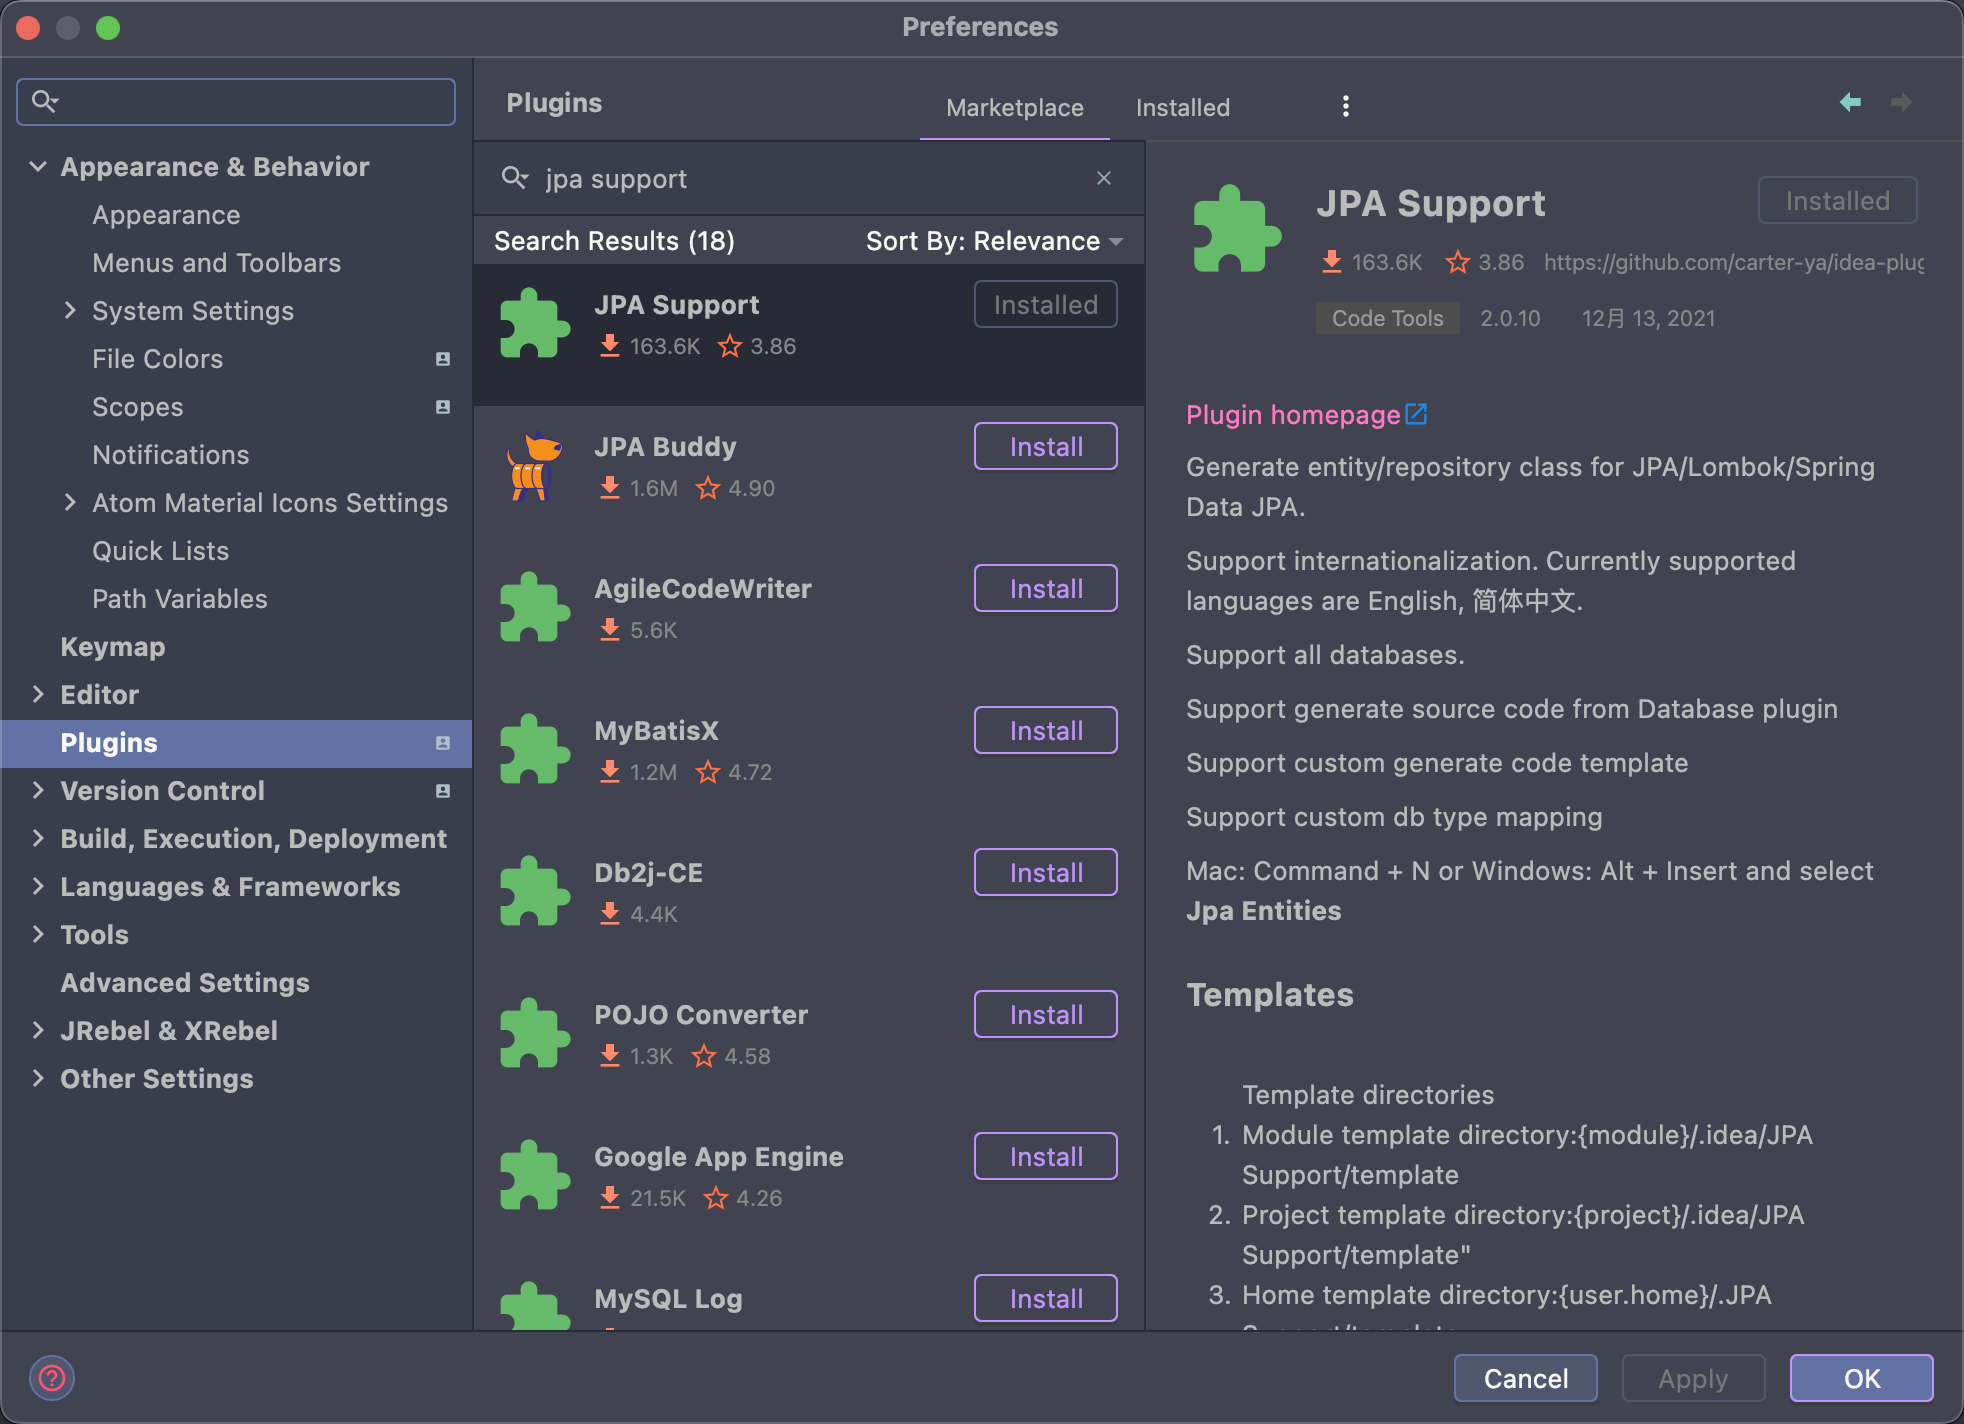 Preferences
Appearance & Behavior
Appearance
Menus and Toolbars
System Settings
File Colors
Scopes
Notifications
Atom Material Icons Settings
Quick Lists
Path Variables
Keymap
Editor
Plugins
Version Control
Build, Execution, Deployment
Languages & Frameworks
Tools
Advanced Settings
JRebel & XRebel
Other Settings
Plugins
Marketplace
Installed
jpa support
Search Results (18)
Sort By: Relevance
JPA Support
Installed
163.6K 3.86
JPA Buddy
Install
1.6M 4.90
AgileCodeWriter
Install
5.6K
MyBatisX
Install
1.2M 4.72
Db2j-CE
Install
4.4K
POJO Converter
Install
1.3K 4.58
Google App Engine
Install
21.5K 4.26
MySQL Log
Install
JPA Support
Installed
163.6K 3.86 https://github.com/carter-ya/idea-plug
Code Tools 2.0.10 12月 13, 2021
Plugin homepage
Generate entity/repository class for JPA/Lombok/Spring
Data JPA.
Support internationalization. Currently supported
languages are English, 简体中文.
Support all databases.
Support generate source code from Database plugin
Support custom generate code template
Support custom db type mapping
Mac: Command + N or Windows: Alt + Insert and select
Jpa Entities
Templates
Template directories
1. Module template directory:{module}/.idea/JPA
Support/template
2. Project template directory:{project}/.idea/JPA
Support/template"
3. Home template directory:{user.home}/.JPA
?
Cancel
Apply
OK